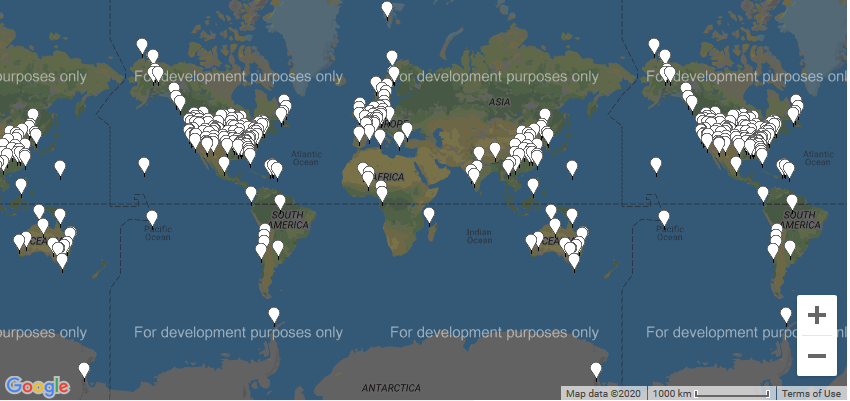 purposes only
For development purposes only
For development purposes only
For development purposes only
ASIA
Atlantic
Ocean
Atlantic
Ocean
AFRICA
SOUTH
AMERICA
SOUTH
AMERICA
Pacific
Ocean
Indian
Ocean
Pacific
Ocean
purposes only
For development purposes only
For development purposes only
For development purposes only
ANTARCTICA
Google
Map data ©2020
1000 km
Terms of Use